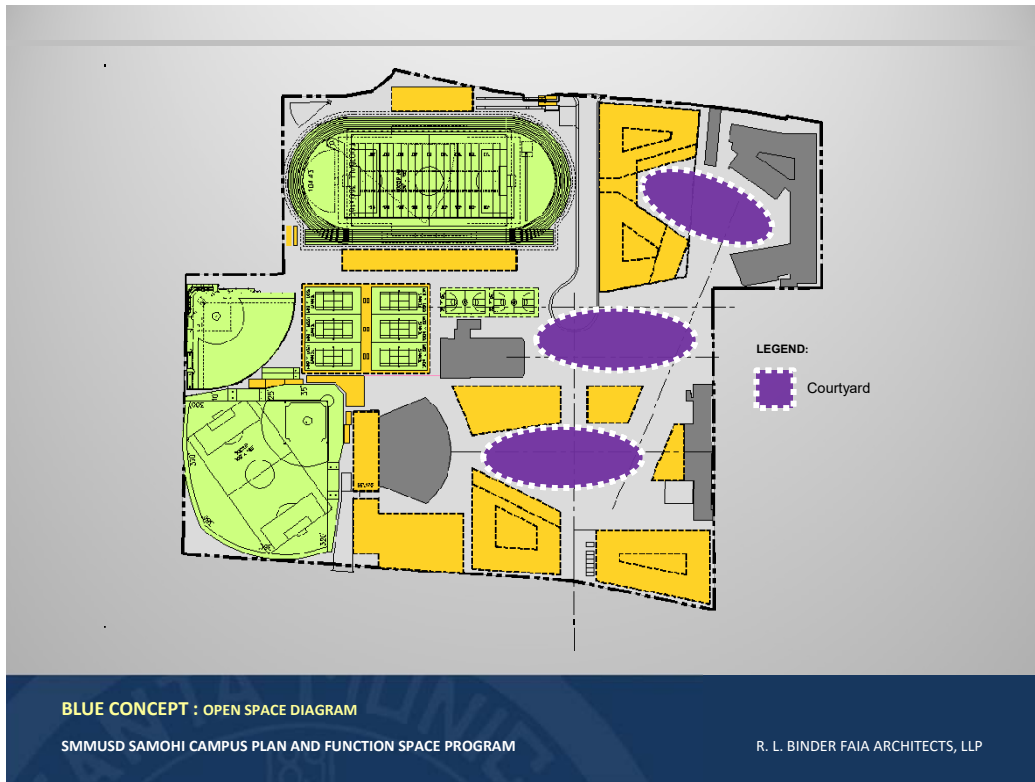 LEGEND:
Courtyard
BLUE CONCEPT : OPEN SPACE DIAGRAM
SMMUSD SAMOHI CAMPUS PLAN AND FUNCTION SPACE PROGRAM
R. L. BINDER FAIA ARCHITECTS, LLP